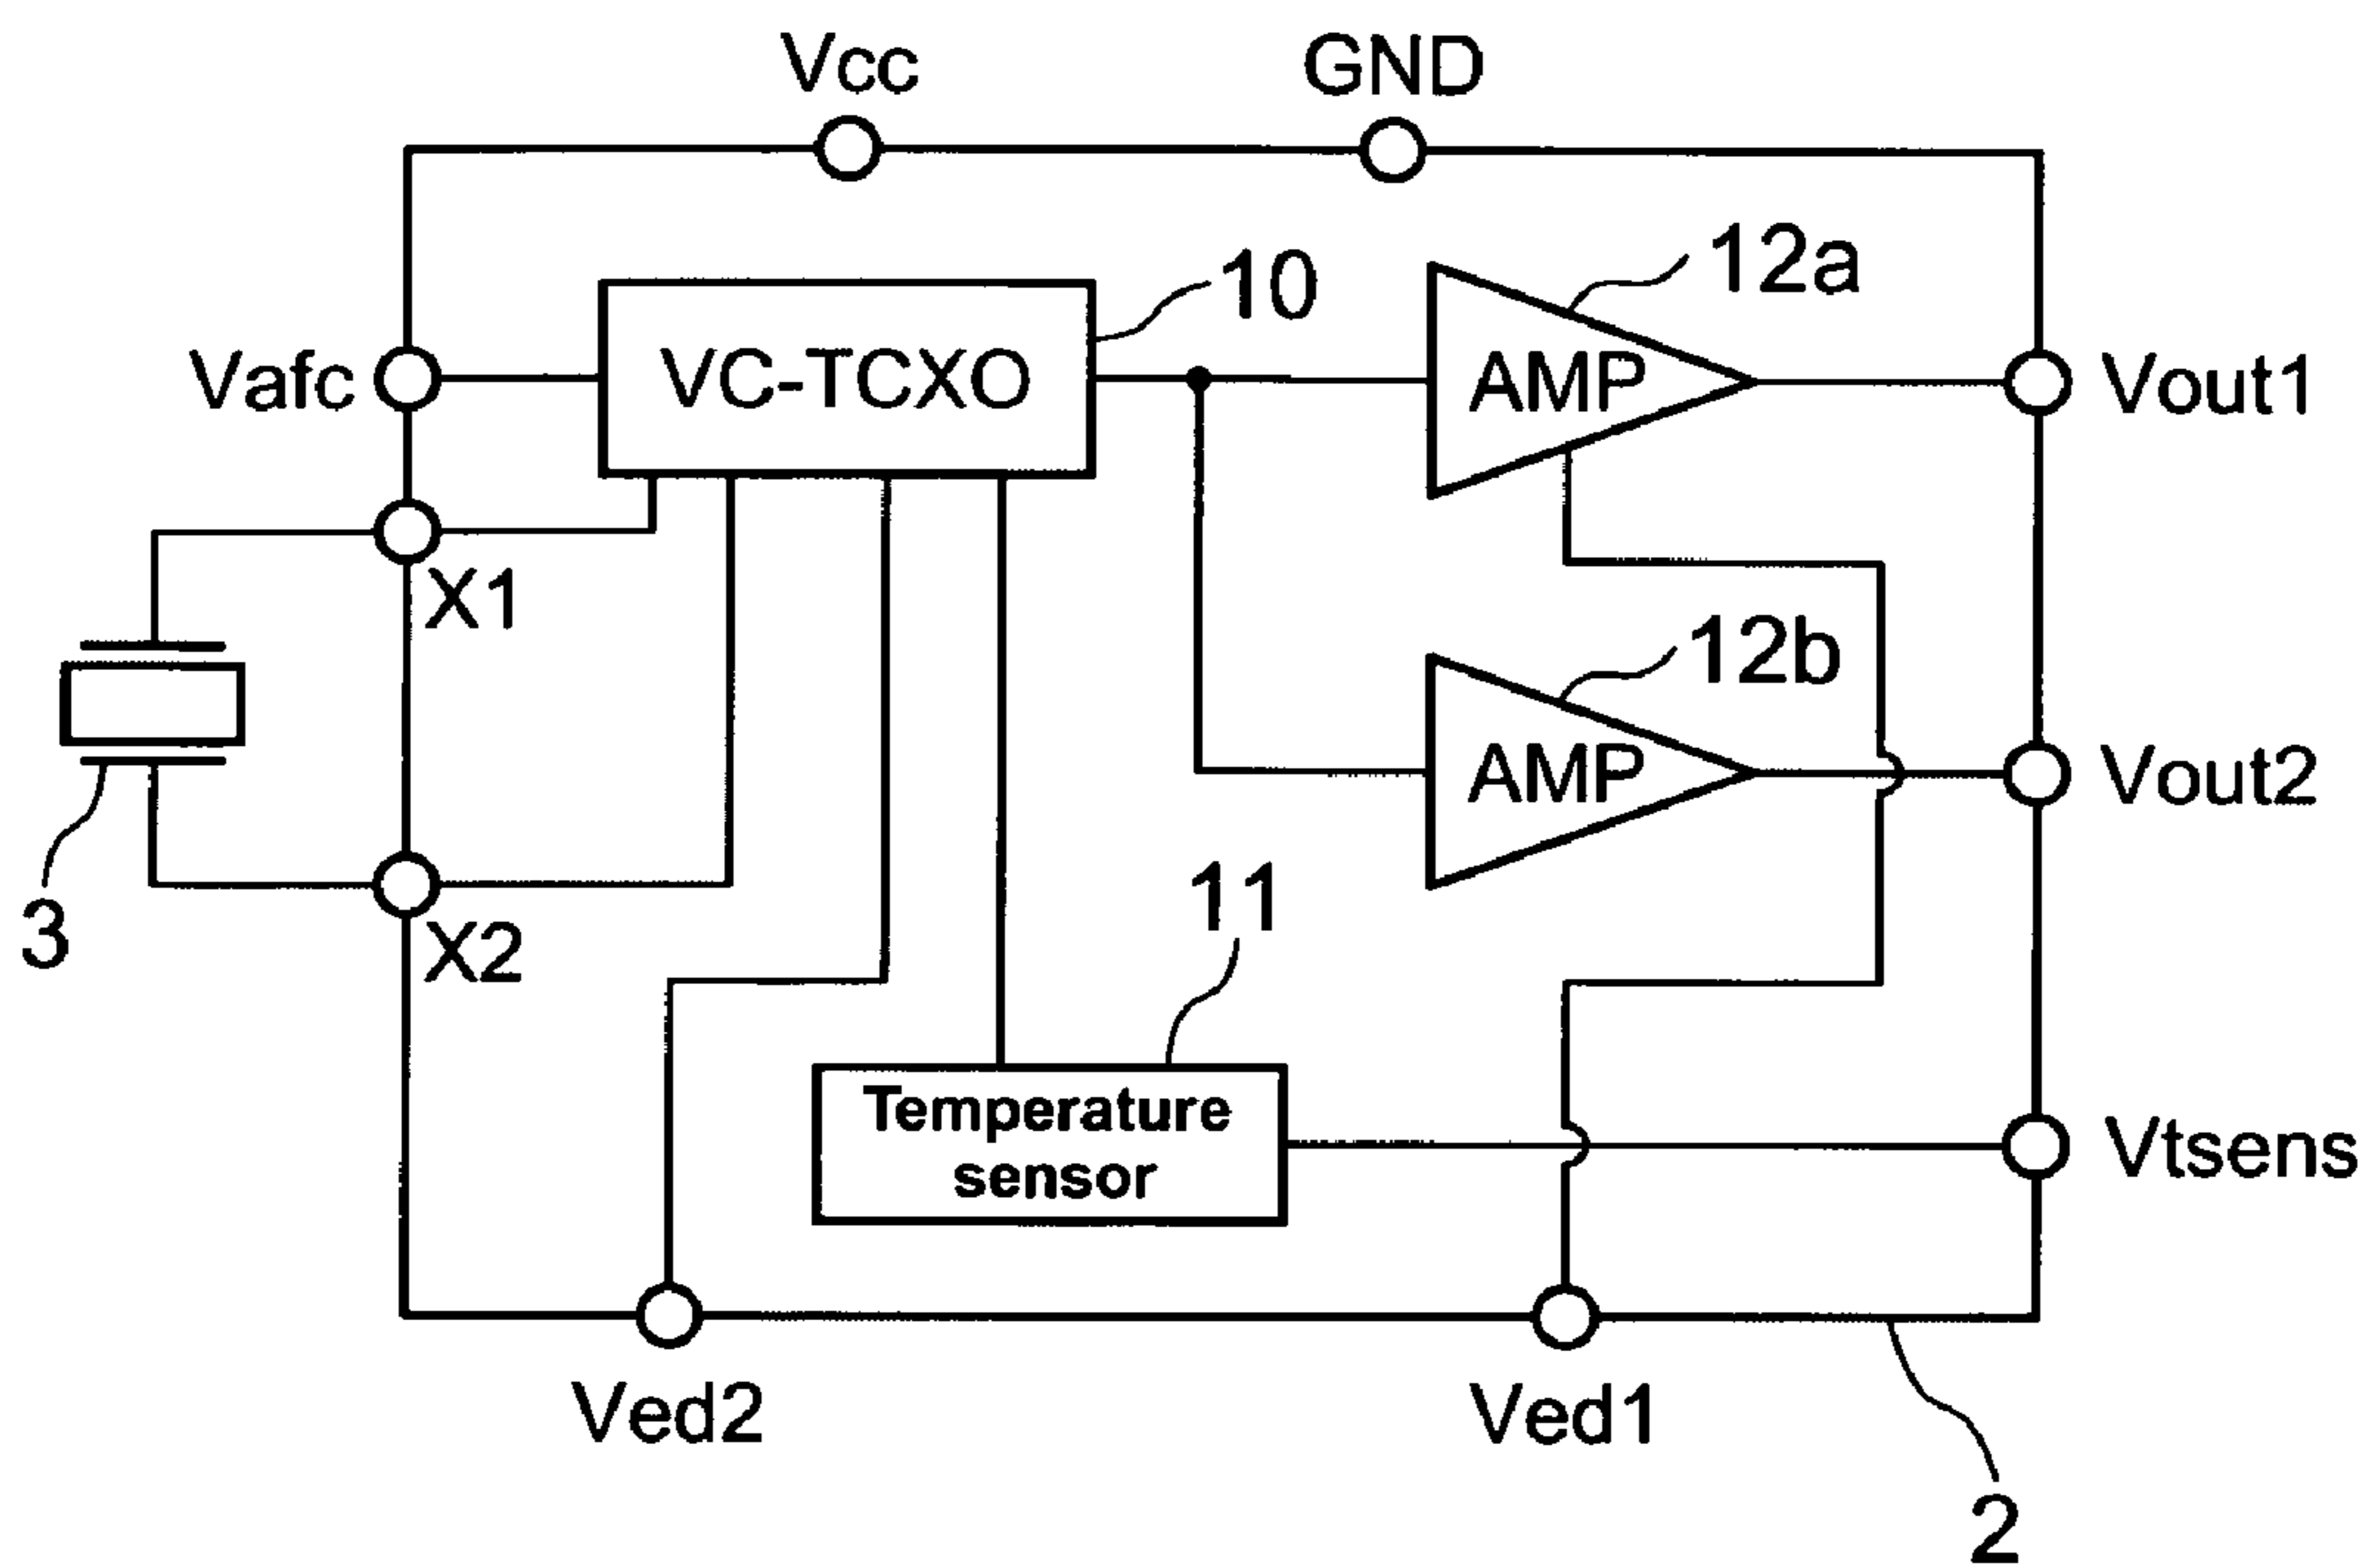 Vcc
GND
12a
10
Vafc
VC-TCXO
AMP
Vout1
X1
12b
AMP
Vout2
11
3
X2
Temperature
sensor
Vtsens
Ved2
Ved1
2